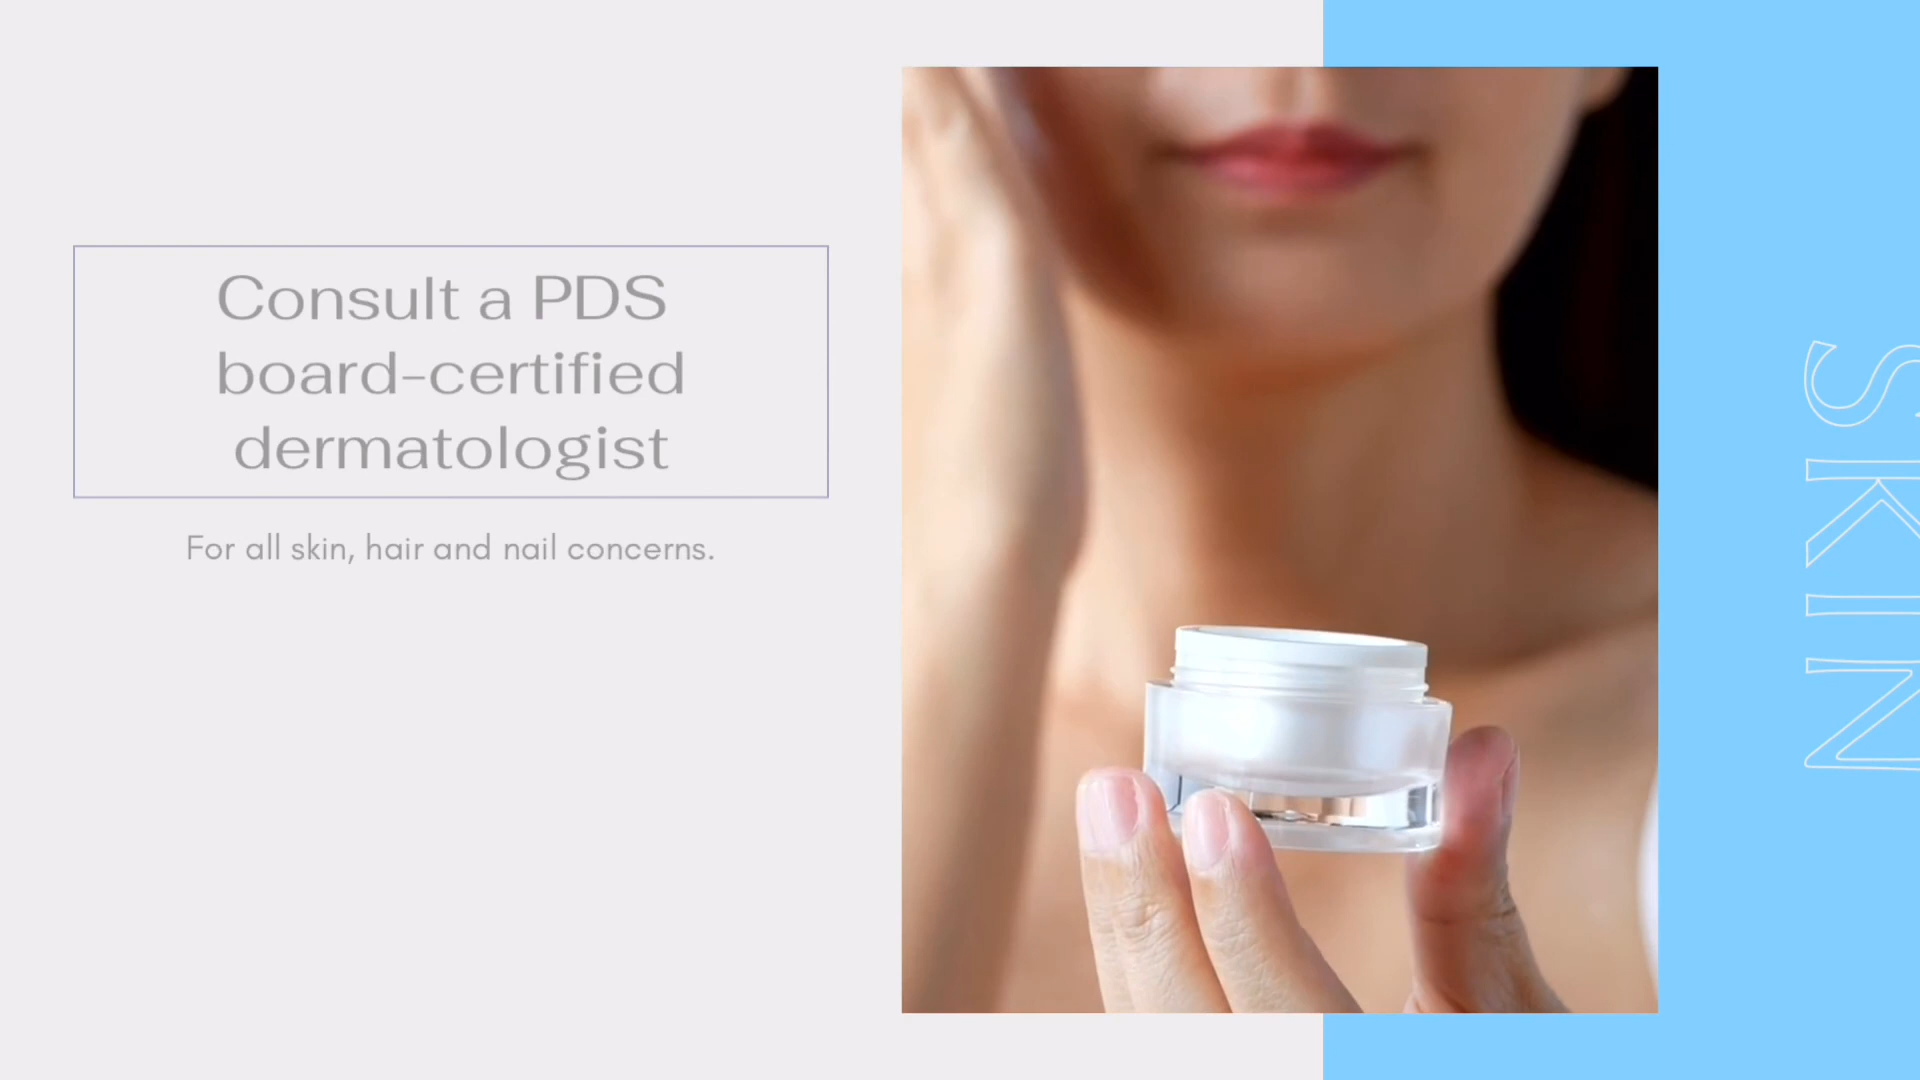 Consult a PDS
board-certified
dermatologist
For all skin, hair and nail concerns.
SKIN